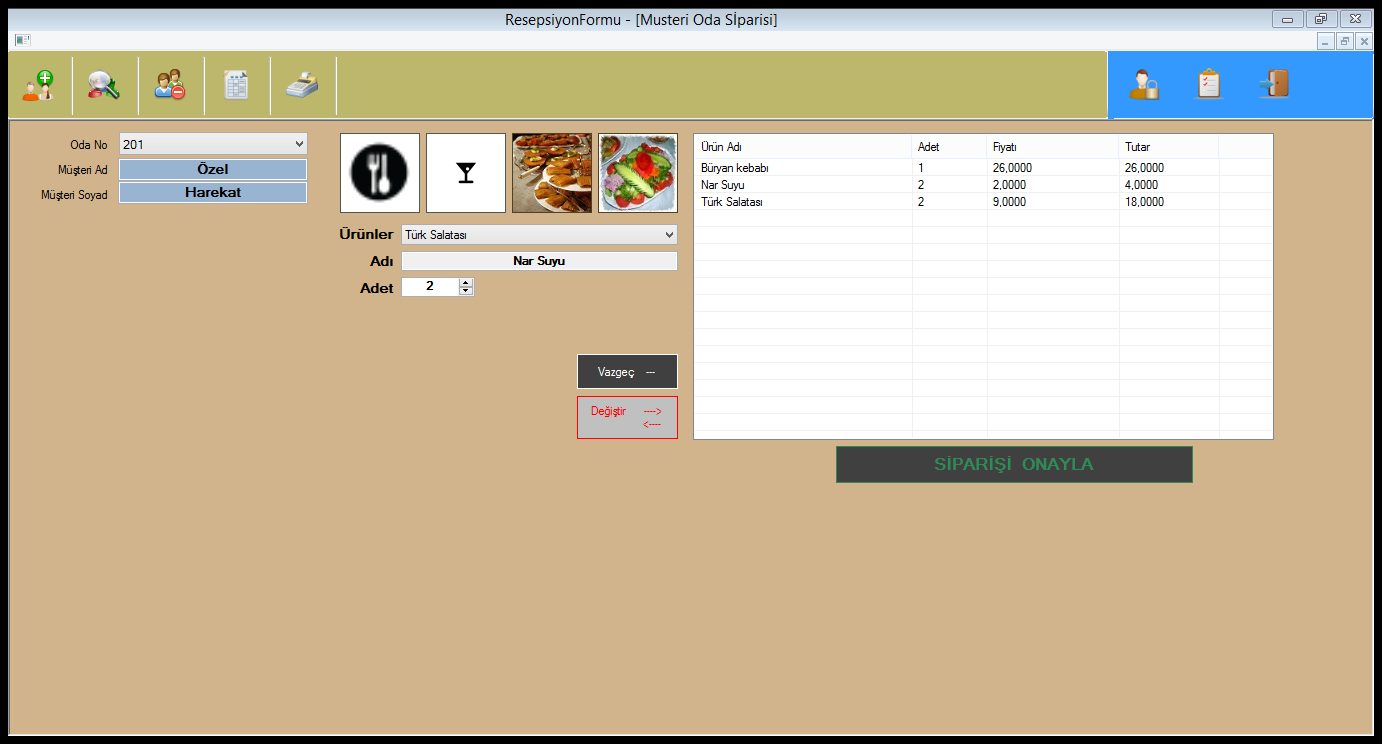 ResepsiyonFormu - [Musteri Oda Sİparisi]
Oda No 201
Müşteri Ad Özel
Müşteri Soyad Harekat
Ürünler Türk Salatası
Adı Nar Suyu
Adet 2
Vazgeç ---
Değiştir ---->
<----
Ürün Adı Adet Fiyatı Tutar
Büryan kebabı 1 26,0000 26,0000
Nar Suyu 2 2,0000 4,0000
Türk Salatası 2 9,0000 18,0000
SİPARİŞİ ONAYLA